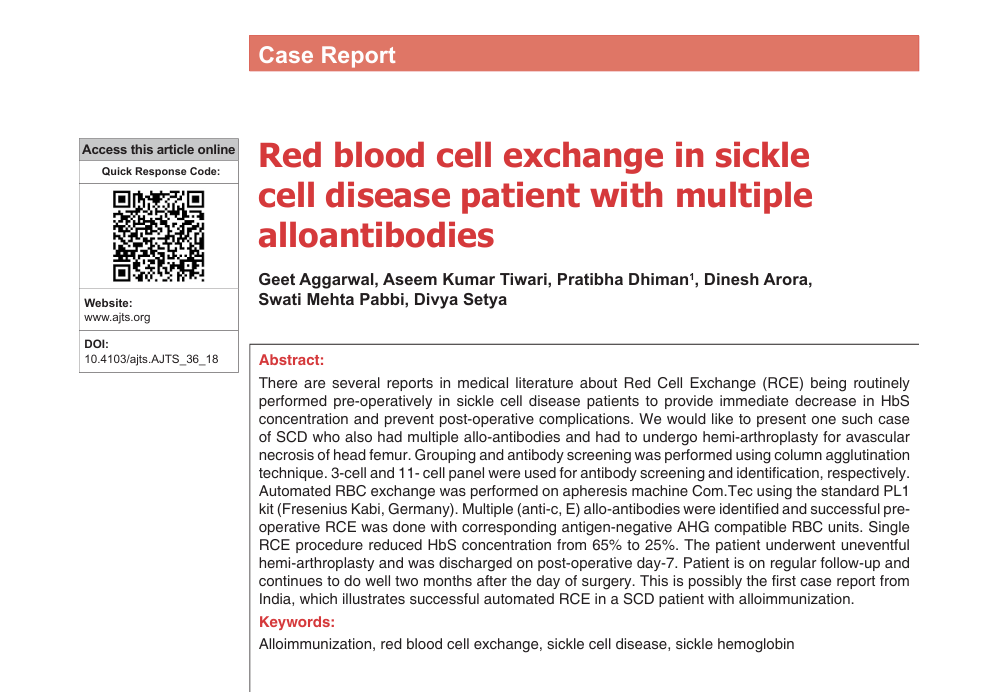 Case Report
Access this article online
Quick Response Code:
Website:
www.ajts.org
DOI:
10.4103/ajts.AJTS_36_18
Red blood cell exchange in sickle
cell disease patient with multiple
alloantibodies
Geet Aggarwal, Aseem Kumar Tiwari, Pratibha Dhiman¹, Dinesh Arora,
Swati Mehta Pabbi, Divya Setya
Abstract:
There are several reports in medical literature about Red Cell Exchange (RCE) being routinely
performed pre-operatively in sickle cell disease patients to provide immediate decrease in HbS
concentration and prevent post-operative complications. We would like to present one such case
of SCD who also had multiple allo-antibodies and had to undergo hemi-arthroplasty for avascular
necrosis of head femur. Grouping and antibody screening was performed using column agglutination
technique. 3-cell and 11- cell panel were used for antibody screening and identification, respectively.
Automated RBC exchange was performed on apheresis machine Com.Tec using the standard PL1
kit (Fresenius Kabi, Germany). Multiple (anti-c, E) allo-antibodies were identified and successful pre-
operative RCE was done with corresponding antigen-negative AHG compatible RBC units. Single
RCE procedure reduced HbS concentration from 65% to 25%. The patient underwent uneventful
hemi-arthroplasty and was discharged on post-operative day-7. Patient is on regular follow-up and
continues to do well two months after the day of surgery. This is possibly the first case report from
India, which illustrates successful automated RCE in a SCD patient with alloimmunization.
Keywords:
Alloimmunization, red blood cell exchange, sickle cell disease, sickle hemoglobin